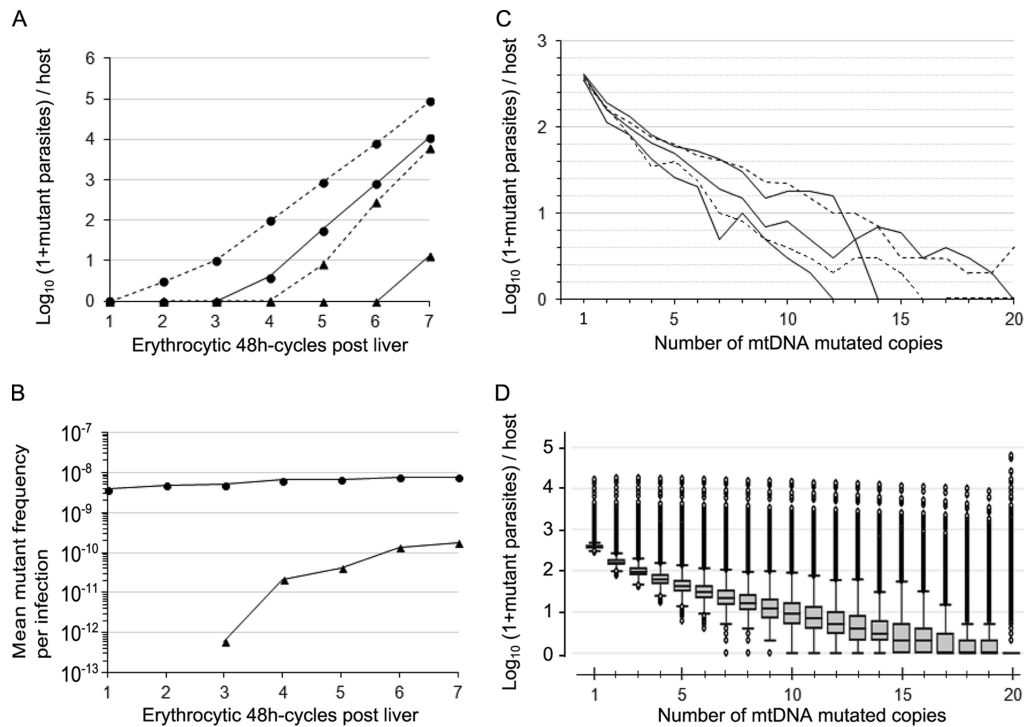 A
Log10 (1+mutant parasites) / host
6
5
4
3
2
1
0
1 2 3 4 5 6 7
Erythrocytic 48h-cycles post liver
C
Log10 (1+mutant parasites) / host
3
2
1
0
1 5 10 15 20
Number of mtDNA mutated copies
B
Mean mutant frequency
per infection
10-7
10-8
10-9
10-10
10-11
10-12
10-13
1 2 3 4 5 6 7
Erythrocytic 48h-cycles post liver
D
Log10 (1+mutant parasites) / host
5
4
3
2
1
0
1 5 10 15 20
Number of mtDNA mutated copies